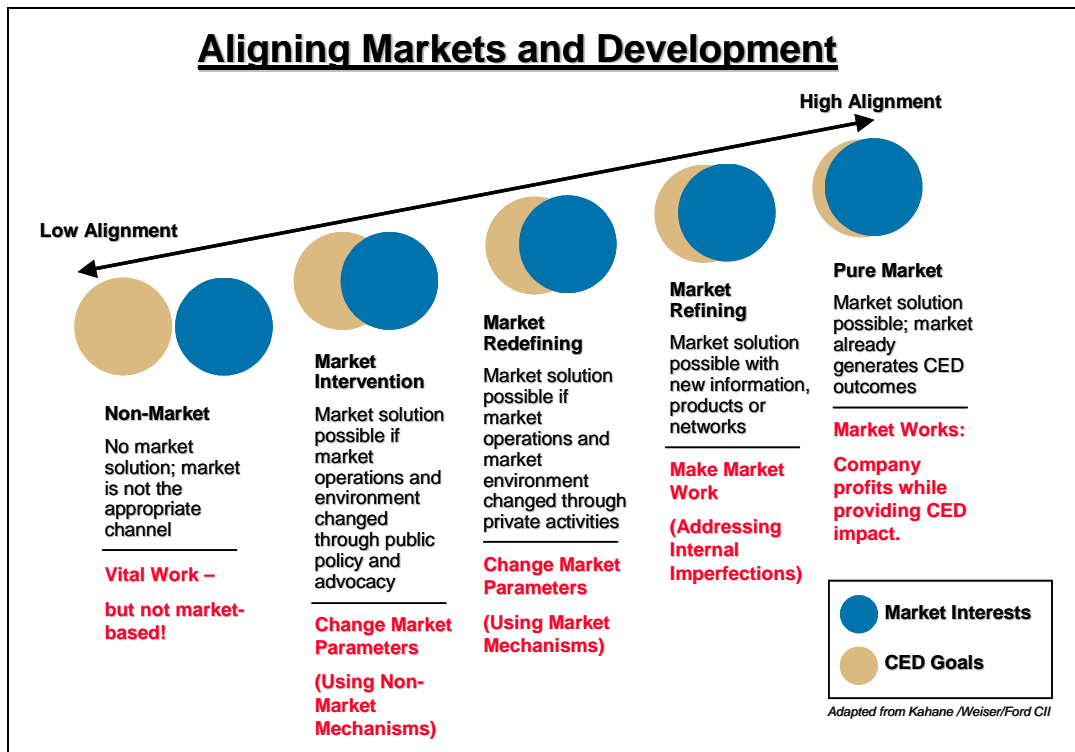 Aligning Markets and Development
High Alignment
Low Alignment
Non-Market
No market
solution; market
is not the
appropriate
channel
Vital Work –
but not market-
based!
Market
Intervention
Market solution
possible if
market
operations and
environment
changed
through public
policy and
advocacy
Change Market
Parameters
(Using Non-
Market
Mechanisms)
Market
Redefining
Market solution
possible if
market
operations and
market
environment
changed through
private activities
Change Market
Parameters
(Using Market
Mechanisms)
Market
Refining
Market solution
possible with
new information,
products or
networks
Make Market
Work
(Addressing
Internal
Imperfections)
Pure Market
Market solution
possible; market
already
generates CED
outcomes
Market Works:
Company
profits while
providing CED
impact.
Market Interests
CED Goals
Adapted from Kahane /Weiser/Ford CII